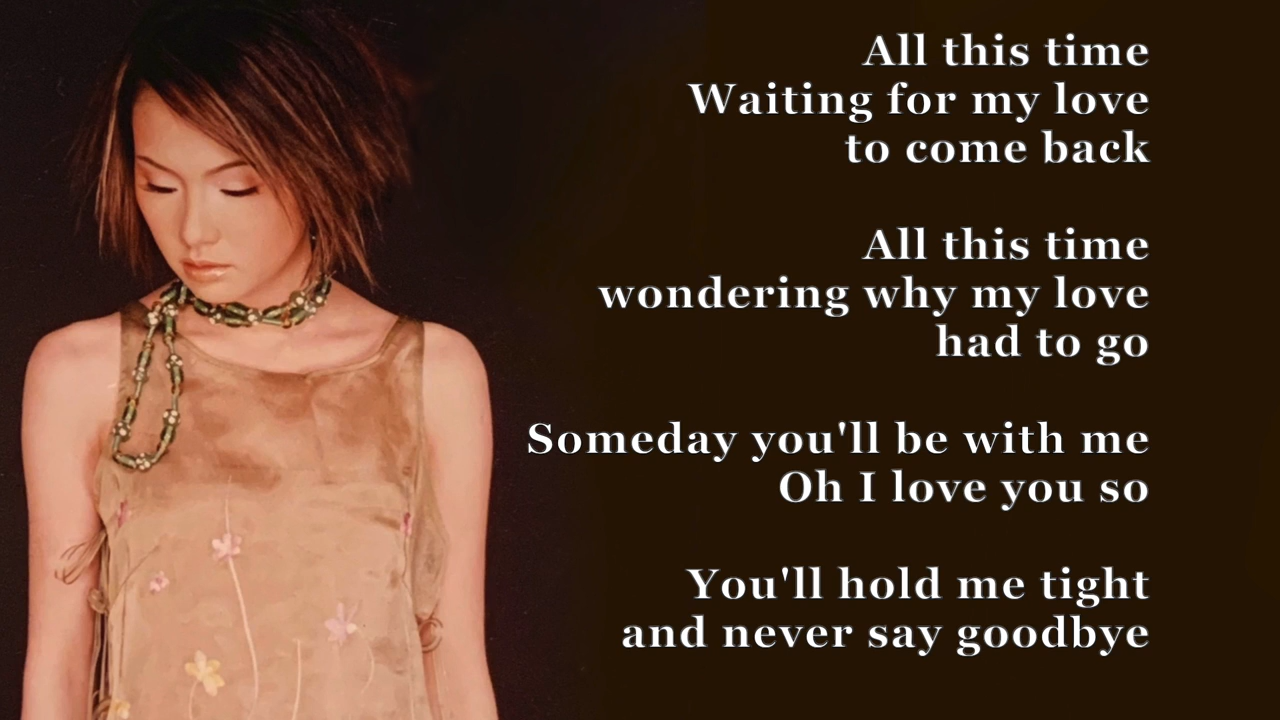 All this time
Waiting for my love
to come back
All this time
wondering why my love
had to go
Someday you'll be with me
Oh I love you so
You'll hold me tight
and never say goodbye